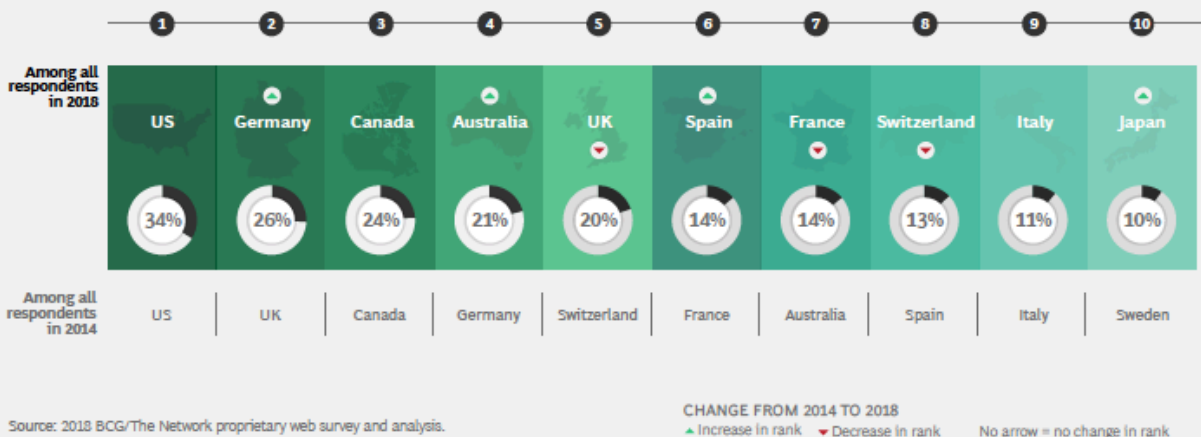 1 2 3 4 5 6 7 8 9 10
Among all
respondents
in 2018
US Germany Canada Australia UK Spain France Switzerland Italy Japan
34% 26% 24% 21% 20% 14% 14% 13% 11% 10%
Among all
respondents
in 2014
US UK Canada Germany Switzerland France Australia Spain Italy Sweden
CHANGE FROM 2014 TO 2018
Source: 2018 BCG/The Network proprietary web survey and analysis.
Increase in rank Decrease in rank No arrow = no change in rank